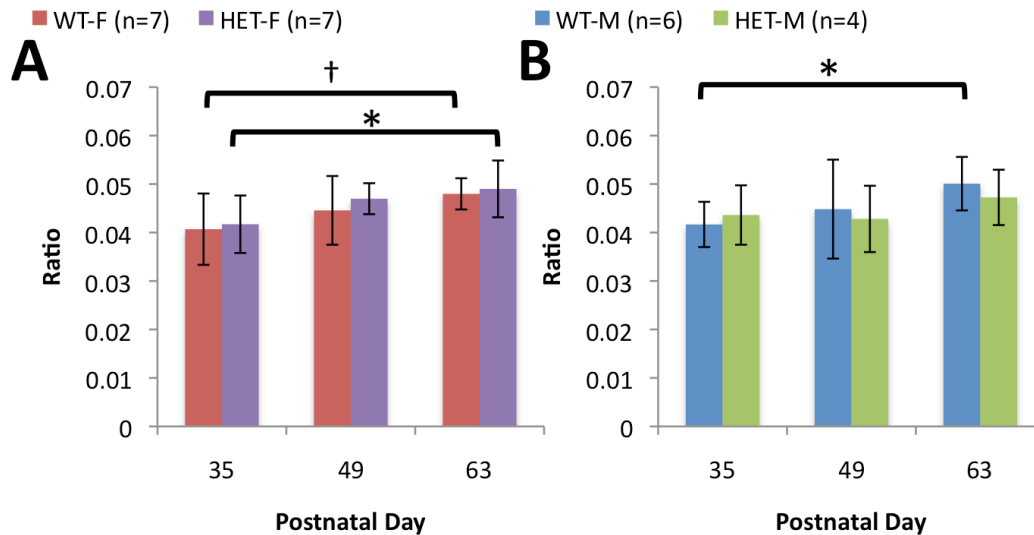 WT-F (n=7) HET-F (n=7)
WT-M (n=6) HET-M (n=4)
A
†
*
0.07
0.06
0.05
0.04
0.03
0.02
0.01
0
Ratio
35 49 63
Postnatal Day
B
*
0.07
0.06
0.05
0.04
0.03
0.02
0.01
0
Ratio
35 49 63
Postnatal Day